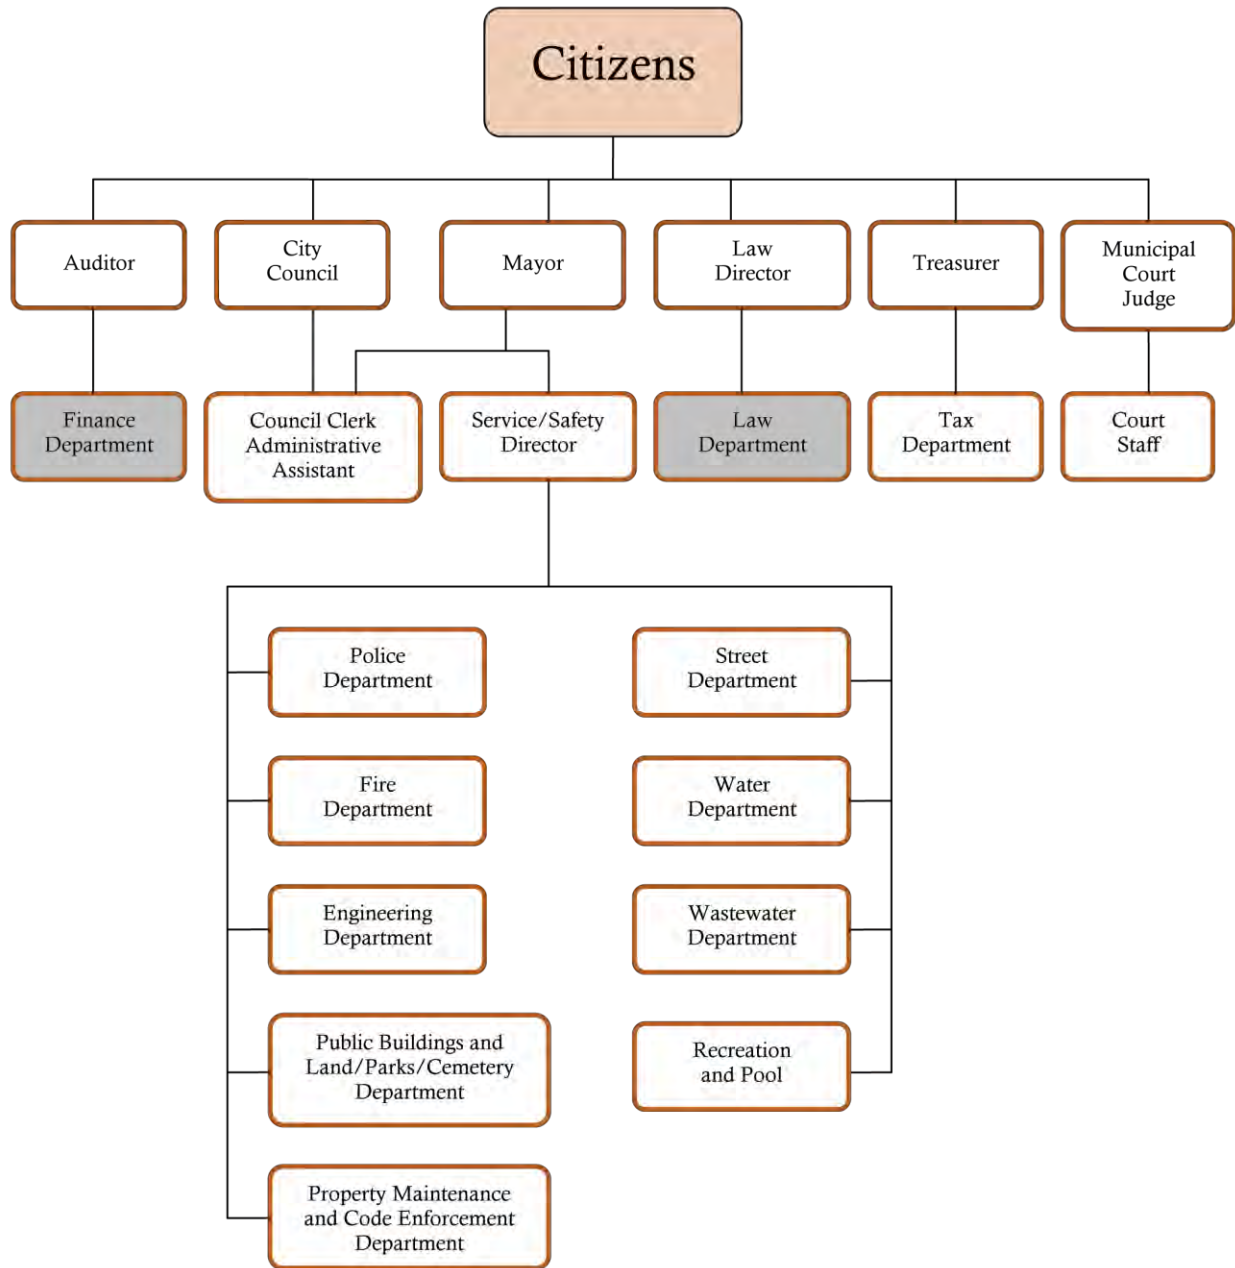 Citizens
Auditor
City
Council
Mayor
Law
Director
Treasurer
Municipal
Court
Judge
Finance
Department
Council Clerk
Administrative
Assistant
Service/Safety
Director
Law
Department
Tax
Department
Court
Staff
Police
Department
Street
Department
Fire
Department
Water
Department
Engineering
Department
Wastewater
Department
Public Buildings and
Land/Parks/Cemetery
Department
Recreation
and Pool
Property Maintenance
and Code Enforcement
Department